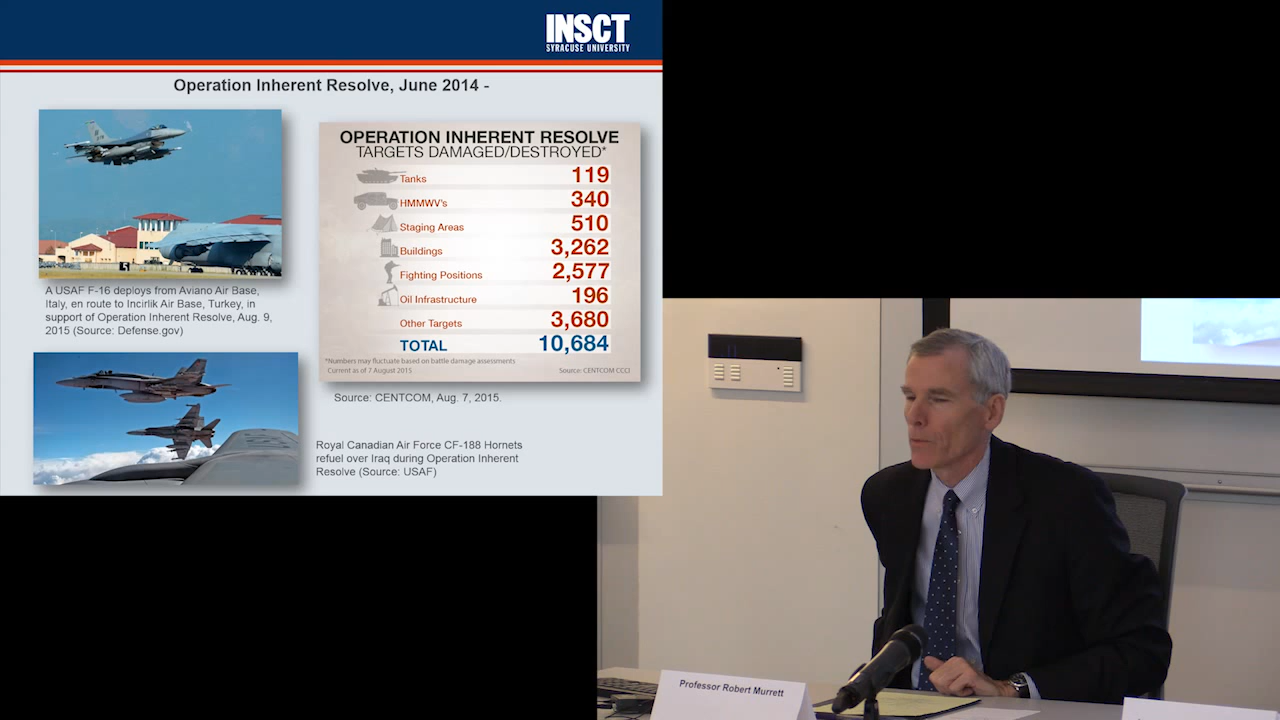 INSCT
SYRACUSE UNIVERSITY
Operation Inherent Resolve, June 2014 -
A USAF F-16 deploys from Aviano Air Base,
Italy, en route to Incirlik Air Base, Turkey, in
support of Operation Inherent Resolve, Aug. 9,
2015 (Source: Defense.gov)
OPERATION INHERENT RESOLVE
TARGETS DAMAGED/DESTROYED*
Tanks 119
HMMWV's 340
Staging Areas 510
Buildings 3,262
Fighting Positions 2,577
Oil Infrastructure 196
Other Targets 3,680
TOTAL 10,684
*Numbers may fluctuate based on battle damage assessments
Current as of 7 August 2015 Source: CENTCOM CCCI
Source: CENTCOM, Aug. 7, 2015.
Royal Canadian Air Force CF-188 Hornets
refuel over Iraq during Operation Inherent
Resolve (Source: USAF)
Professor Robert Murrett